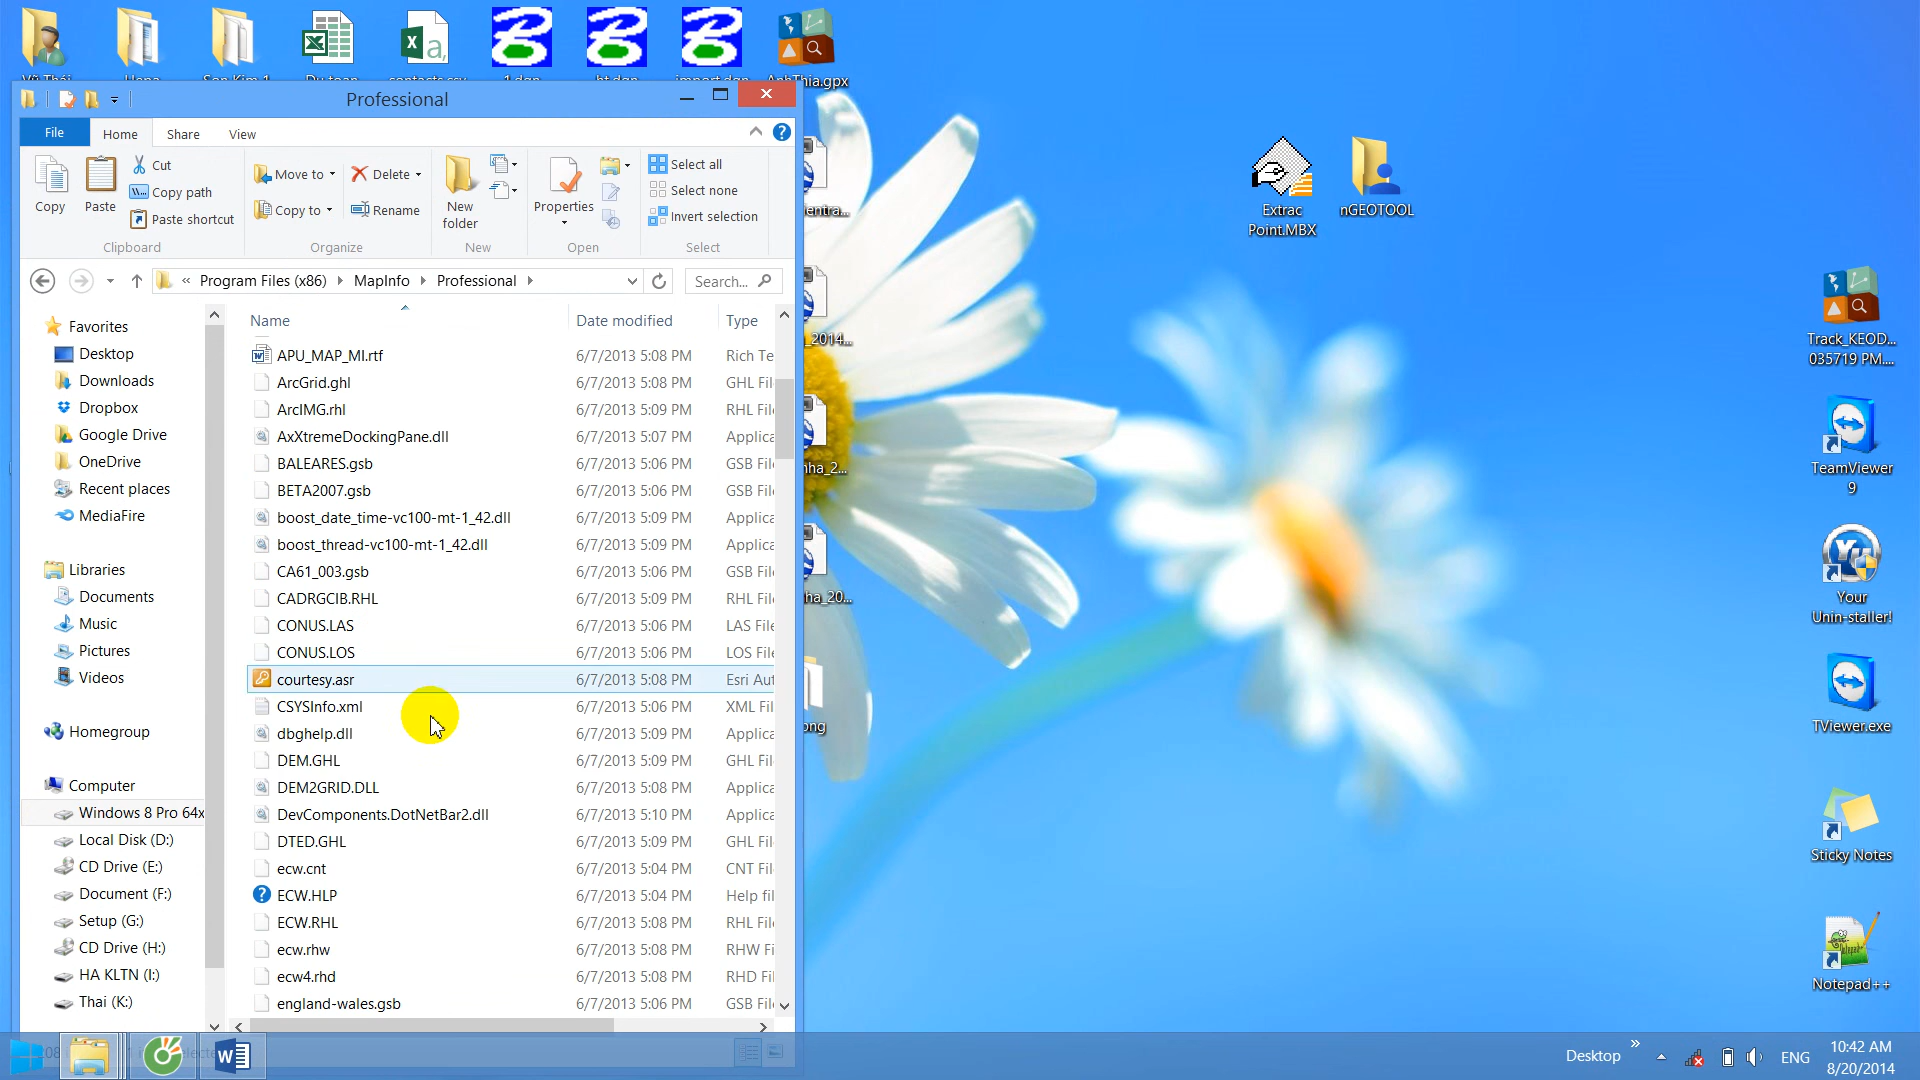 Professional
File
Home
Share
View
Copy
Paste
Cut
Copy path
Paste shortcut
Clipboard
Move to
Copy to
Delete
Rename
Organize
New
folder
New
Properties
Open
Select all
Select none
Invert selection
Select
« Program Files (x86)
MapInfo
Professional
Search...
Favorites
Desktop
Downloads
Dropbox
Google Drive
OneDrive
Recent places
MediaFire
Libraries
Documents
Music
Pictures
Videos
Homegroup
Computer
Windows 8 Pro 64x
Local Disk (D:)
CD Drive (E:)
Document (F:)
Setup (G:)
CD Drive (H:)
HA KLTN (I:)
Thai (K:)
Name Date modified Type
APU_MAP_MI.rtf 6/7/2013 5:08 PM Rich Te
ArcGrid.ghl 6/7/2013 5:08 PM GHL Fil
ArcIMG.rhl 6/7/2013 5:09 PM RHL File
AxXtremeDockingPane.dll 6/7/2013 5:07 PM Applica
BALEARES.gsb 6/7/2013 5:06 PM GSB File
BETA2007.gsb 6/7/2013 5:06 PM GSB File
boost_date_time-vc100-mt-1_42.dll 6/7/2013 5:09 PM Applica
boost_thread-vc100-mt-1_42.dll 6/7/2013 5:09 PM Applica
CA61_003.gsb 6/7/2013 5:06 PM GSB File
CADRGCIB.RHL 6/7/2013 5:09 PM RHL File
CONUS.LAS 6/7/2013 5:06 PM LAS File
CONUS.LOS 6/7/2013 5:06 PM LOS File
courtesy.asr 6/7/2013 5:08 PM Esri Aut
CSYSInfo.xml 6/7/2013 5:06 PM XML Fil
dbghelp.dll 6/7/2013 5:09 PM Applica
DEM.GHL 6/7/2013 5:09 PM GHL Fil
DEM2GRID.DLL 6/7/2013 5:08 PM Applica
DevComponents.DotNetBar2.dll 6/7/2013 5:10 PM Applica
DTED.GHL 6/7/2013 5:09 PM GHL Fil
ecw.cnt 6/7/2013 5:04 PM CNT Fil
ECW.HLP 6/7/2013 5:04 PM Help fil
ECW.RHL 6/7/2013 5:08 PM RHL File
ecw.rhw 6/7/2013 5:08 PM RHW Fi
ecw4.rhd 6/7/2013 5:08 PM RHD Fil
england-wales.gsb 6/7/2013 5:06 PM GSB File
Extrac
Point.MBX
nGEOTOOL
Track_KEOD...
035719 PM....
TeamViewer
9
Your
Unin-staller!
TViewer.exe
Sticky Notes
Notepad++
Desktop
ENG
10:42 AM
8/20/2014